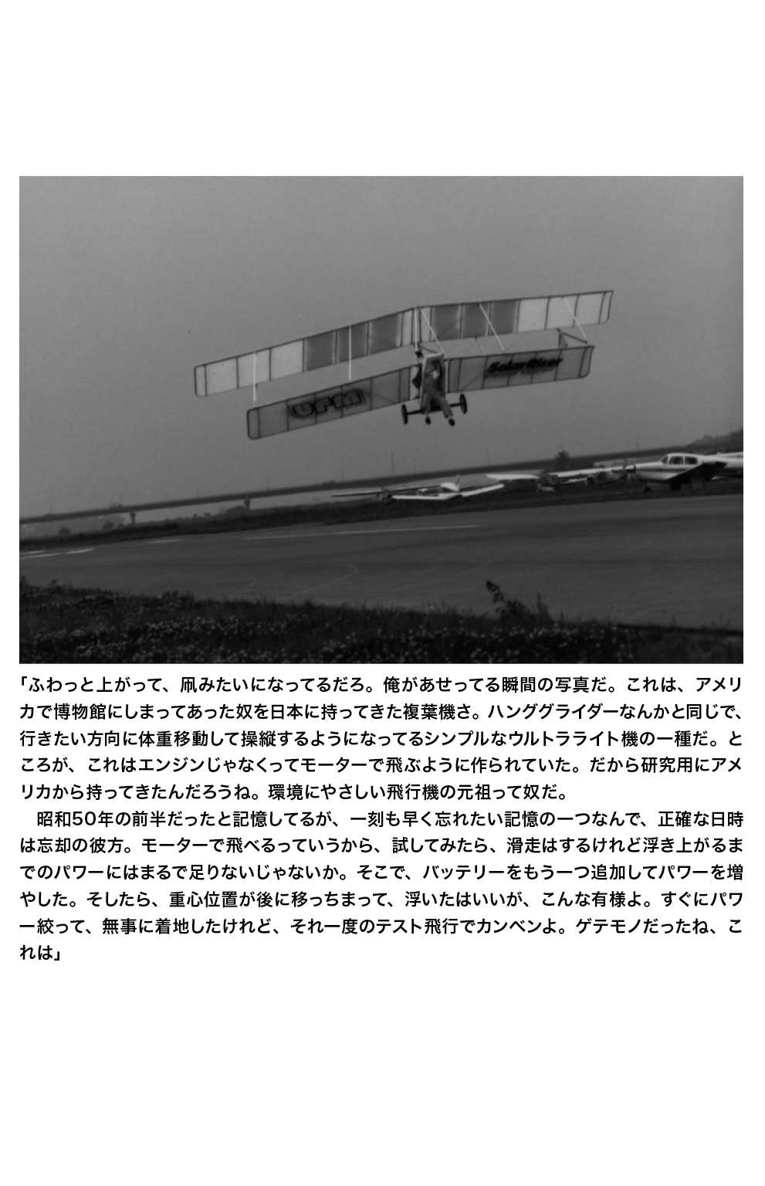 Solar Riser
UFM
「ふわっと上がって、凧みたいになってるだろ。俺があせってる瞬間の写真だ。これは、アメリ
カで博物館にしまってあった奴を日本に持ってきた複葉機さ。ハンググライダーなんかと同じで、
行きたい方向に体重移動して操縦するようになってるシンプルなウルトラライト機の一種だ。と
ころが、これはエンジンじゃなくってモーターで飛ぶように作られていた。だから研究用にアメ
リカから持ってきたんだろうね。環境にやさしい飛行機の元祖って奴だ。
　昭和50年の前半だったと記憶してるが、一刻も早く忘れたい記憶の一つなんで、正確な日時
は忘却の彼方。モーターで飛べるっていうから、試してみたら、滑走はするけれど浮き上がるま
でのパワーにはまるで足りないじゃないか。そこで、バッテリーをもう一つ追加してパワーを増
やした。そしたら、重心位置が後に移っちまって、浮いたはいいが、こんな有様よ。すぐにパワ
ー絞って、無事に着地したけれど、それ一度のテスト飛行でカンベンよ。ゲテモノだったね、こ
れは」